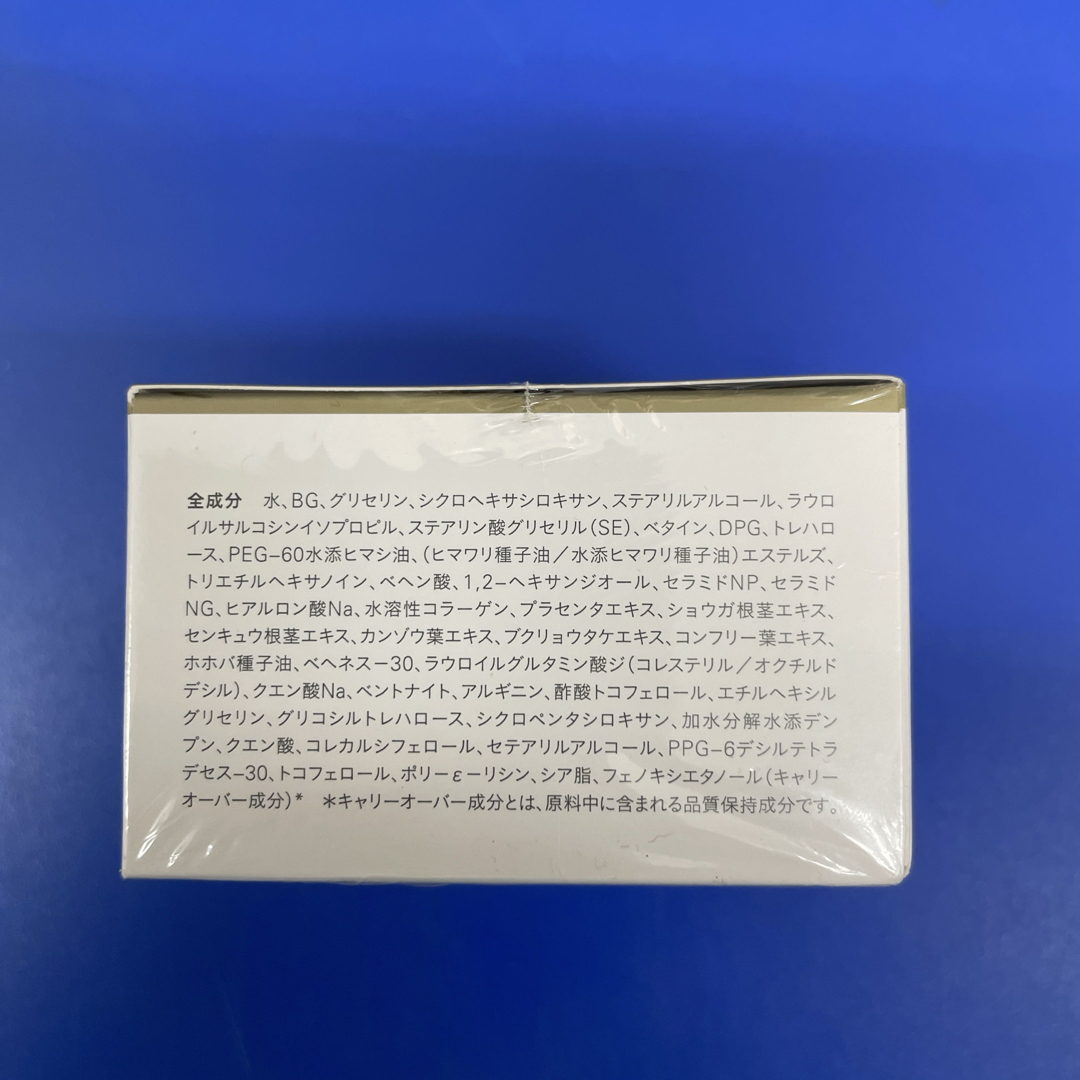 全成分　水、BG、グリセリン、シクロヘキサシロキサン、ステアリルアルコール、ラウロ
イルサルコシンイソプロピル、ステアリン酸グリセリル(SE)、ベタイン、DPG、トレハロ
ース、PEG−60水添ヒマシ油、(ヒマワリ種子油／水添ヒマワリ種子油)エステルズ、
トリエチルヘキサノイン、ベヘン酸、1,2−ヘキサンジオール、セラミドNP、セラミド
NG、ヒアルロン酸Na、水溶性コラーゲン、プラセンタエキス、ショウガ根茎エキス、
センキュウ根茎エキス、カンゾウ葉エキス、ブクリョウタケエキス、コンフリー葉エキス、
ホホバ種子油、ベヘネス−30、ラウロイルグルタミン酸ジ(コレステリル／オクチルド
デシル)、クエン酸Na、ベントナイト、アルギニン、酢酸トコフェロール、エチルヘキシル
グリセリン、グリコシルトレハロース、シクロペンタシロキサン、加水分解水添デン
プン、クエン酸、コレカルシフェロール、セテアリルアルコール、PPG−6デシルテトラ
デセス−30、トコフェロール、ポリーεーリシン、シア脂、フェノキシエタノール(キャリー
オーバー成分)*　＊キャリーオーバー成分とは、原料中に含まれる品質保持成分です。